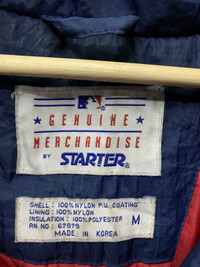 GENUINE
MERCHANDISE
BY STARTER®
SHELL : 100% NYLON P.U. COATING
LINING : 100% NYLON
INSULATION : 100% POLYESTER
RN NO : 67979
MADE IN KOREA
M